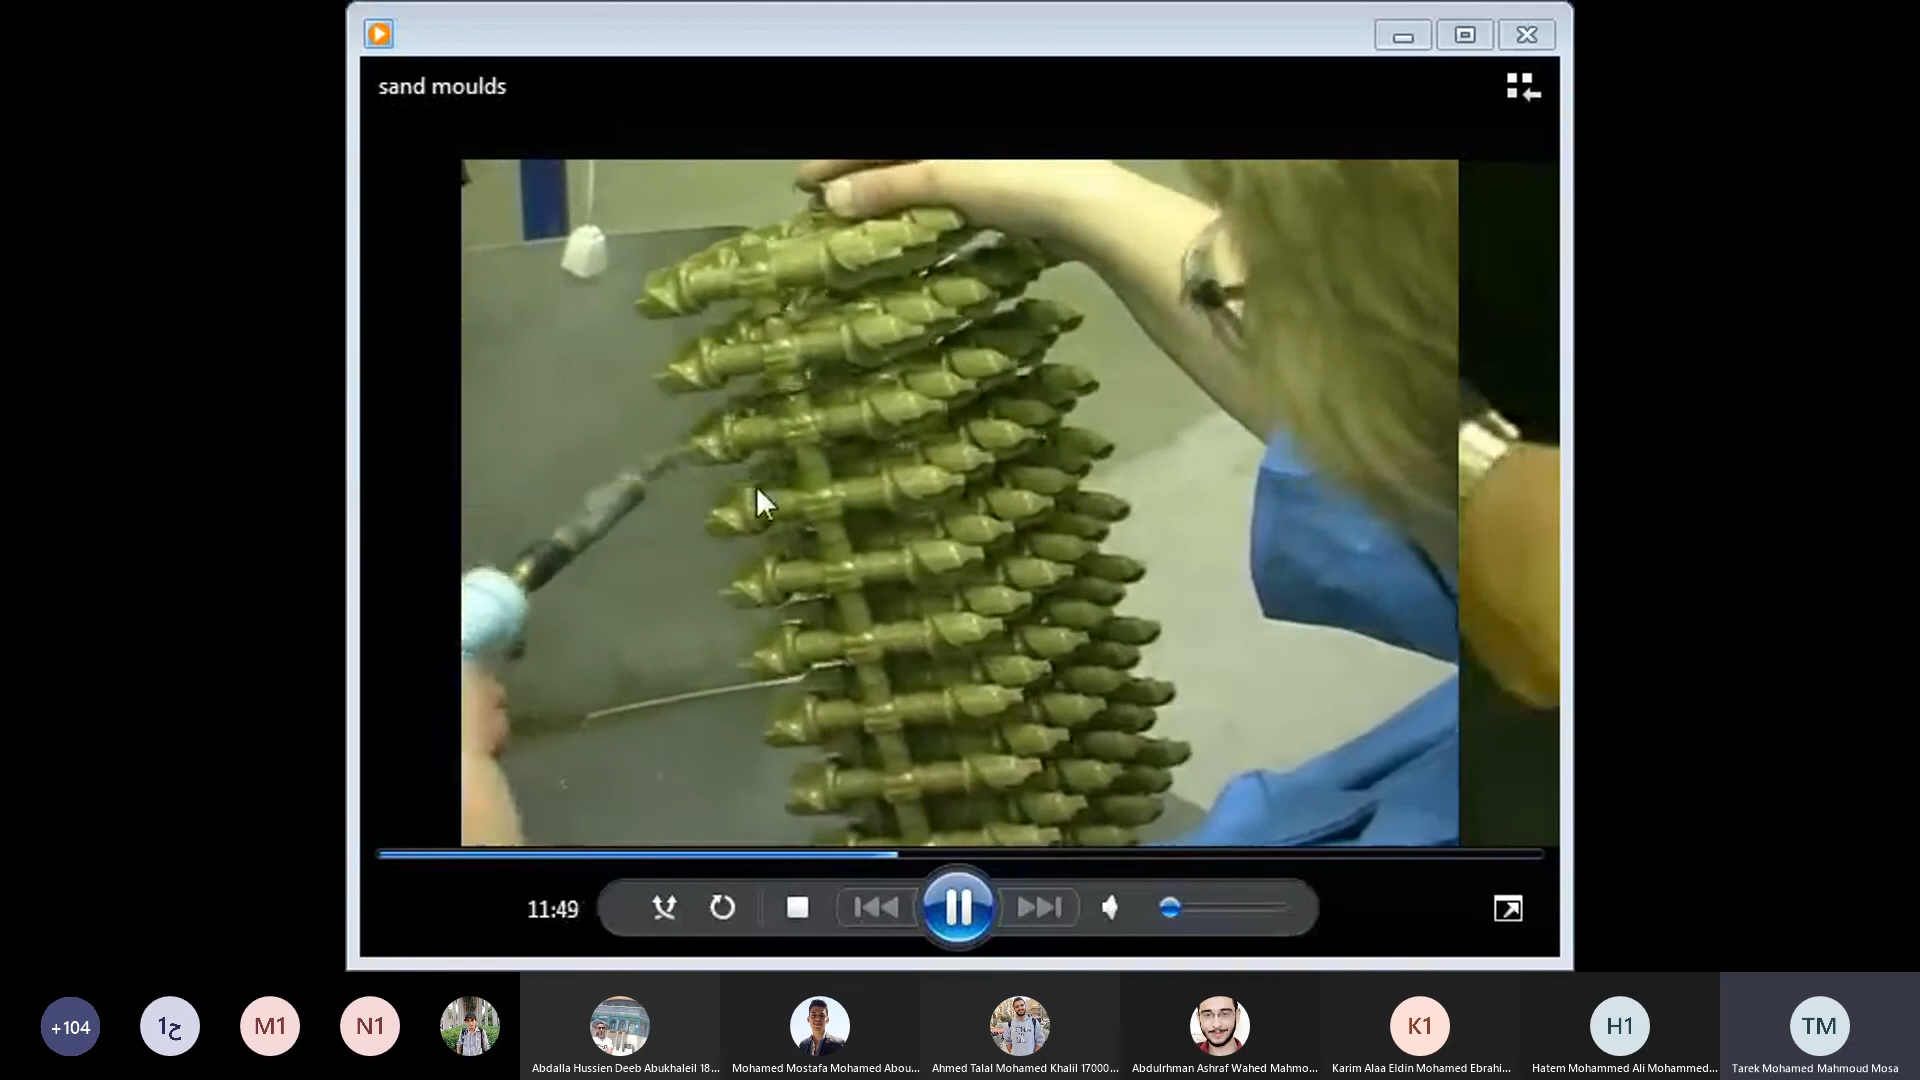 sand moulds
11:49
+104
ح1
M1
N1
K1
H1
TM
Abdalla Hussien Deeb Abukhaleil 18...
Mohamed Mostafa Mohamed Abou...
Ahmed Talal Mohamed Khalil 17000...
Abdulrhman Ashraf Wahed Mahmo...
Karim Alaa Eldin Mohamed Ebrahi...
Hatem Mohammed Ali Mohammed...
Tarek Mohamed Mahmoud Mosa